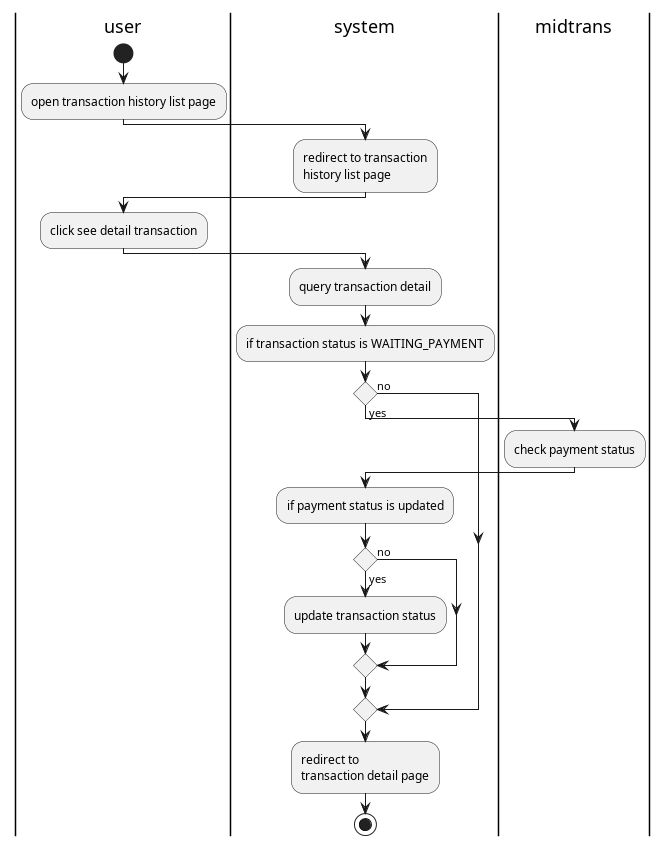 user
system
midtrans
open transaction history list page
redirect to transaction
history list page
click see detail transaction
query transaction detail
if transaction status is WAITING_PAYMENT
no
yes
check payment status
if payment status is updated
no
yes
update transaction status
redirect to
transaction detail page